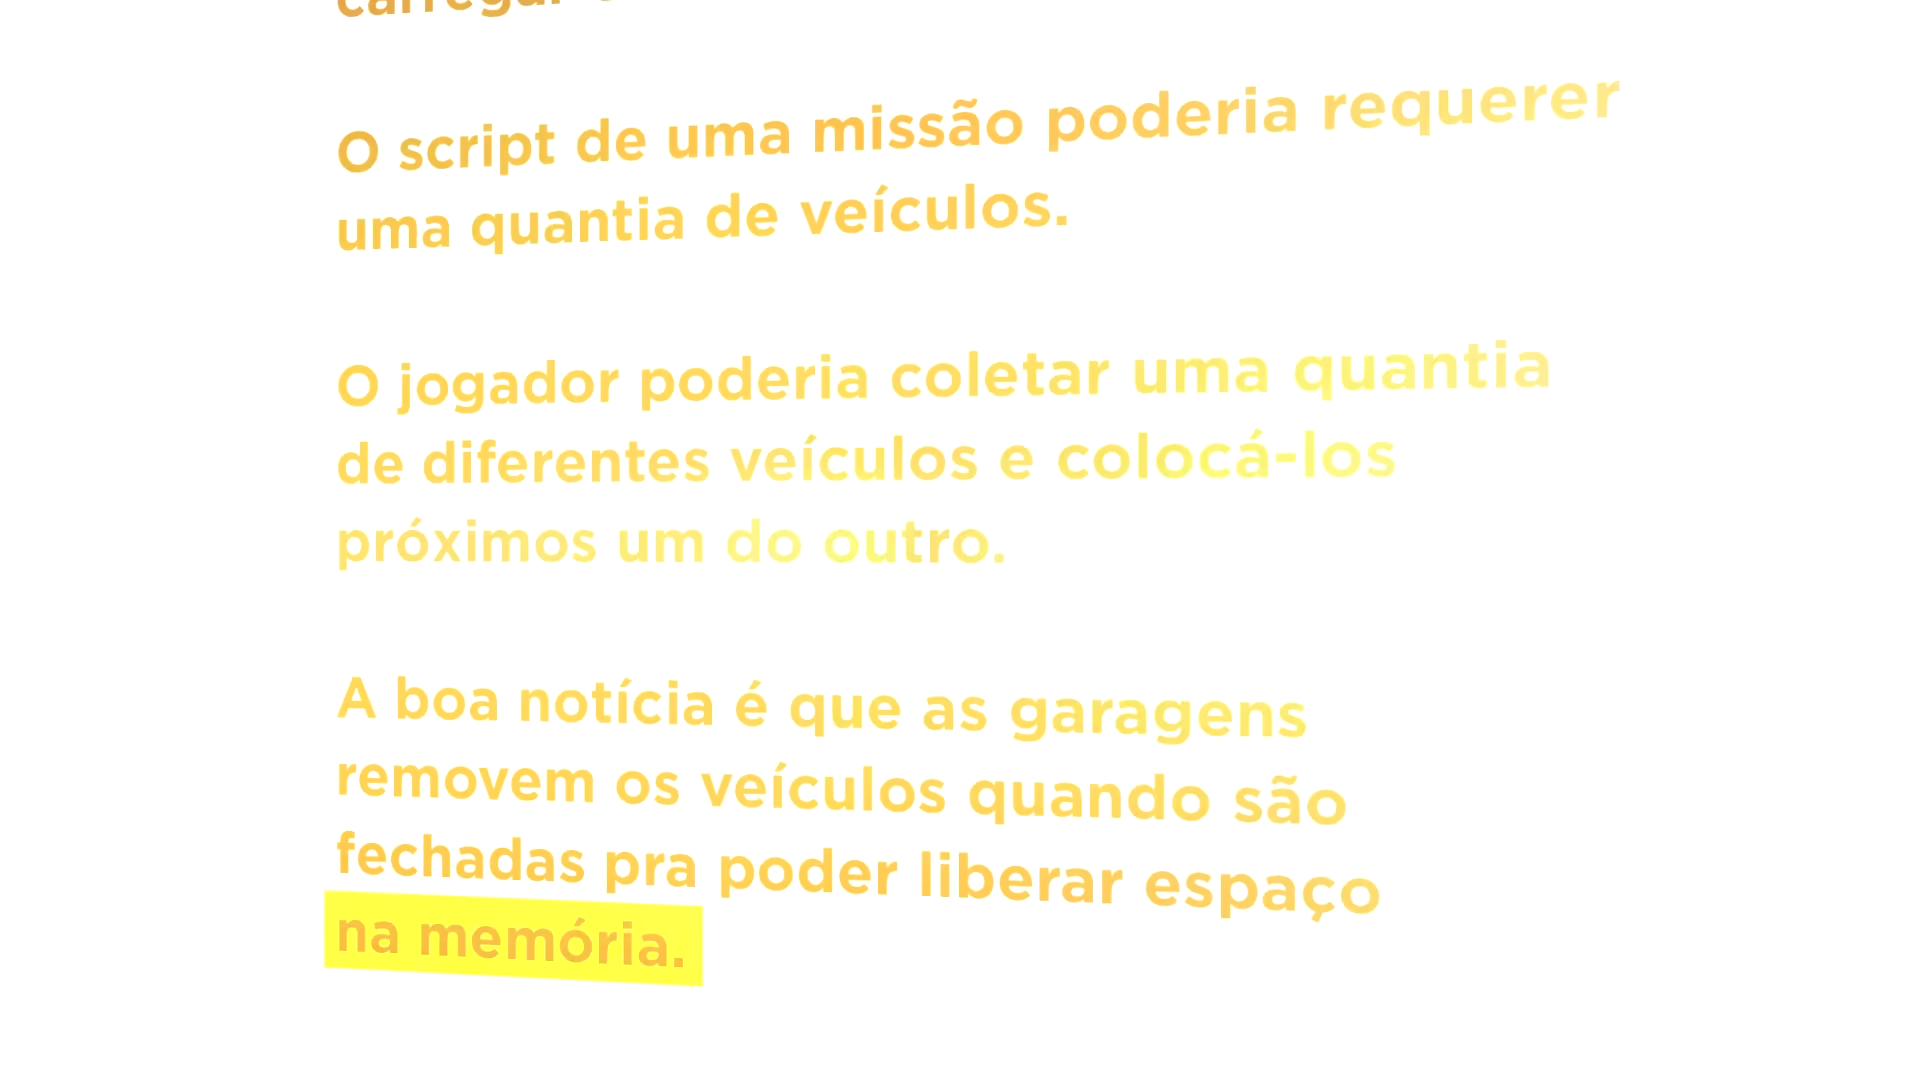 O script de uma missão poderia requerer
uma quantia de veículos.
O jogador poderia coletar uma quantia
de diferentes veículos e colocá-los
próximos um do outro.
A boa notícia é que as garagens
removem os veículos quando são
fechadas pra poder liberar espaço
na memória.